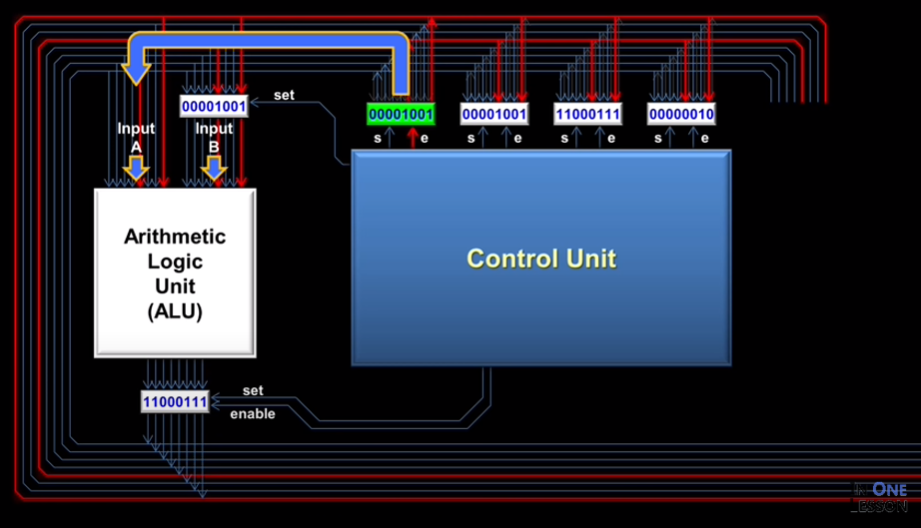 00001001
set
00001001
00001001
11000111
00000010
s
e
s
e
s
e
s
e
Input
A
Input
B
Arithmetic
Logic
Unit
(ALU)
Control Unit
11000111
set
enable
ONE
LESSON